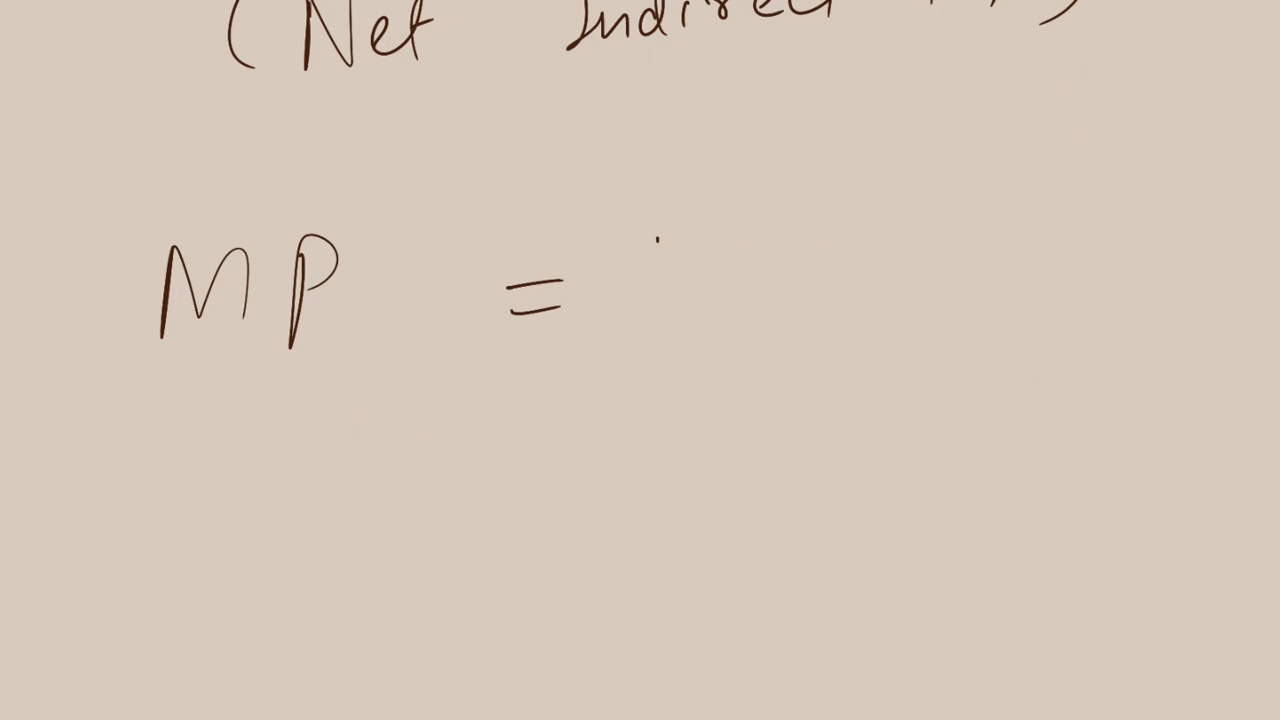 (Net Indirect
MP =